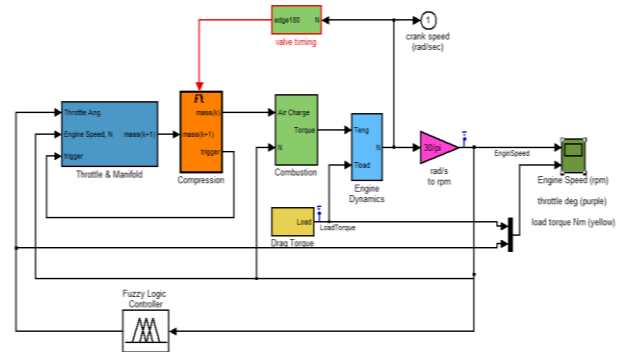 edge180 N
valve timing
1
crank speed
(rad/sec)
Throttle Ang.
Engine Speed, N mass(k+1)
trigger
Throttle & Manifold
mass(k)
mass(k+1)
trigger
Compression
Air Charge
Torque
N
Combustion
Teng
N
Tload
Engine
Dynamics
30/pi
rad/s
to rpm
EnginSpeed
Engine Speed (rpm)
throttle deg (purple)
load torque Nm (yellow)
Load
LoadTorque
Drag Torque
Fuzzy Logic
Controller